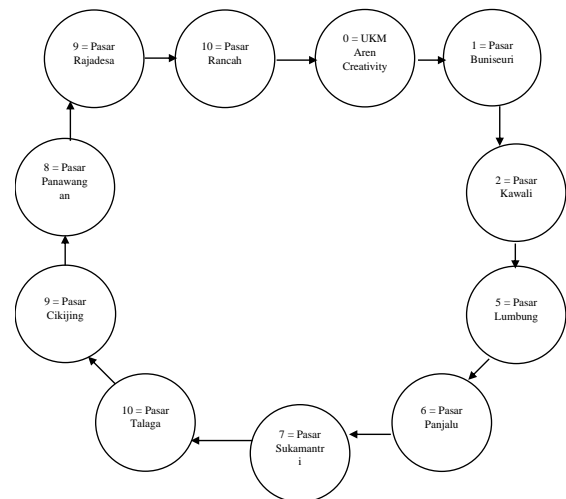 9 = Pasar
Rajadesa
10 = Pasar
Rancah
0 = UKM
Aren
Creativity
1 = Pasar
Buniseuri
2 = Pasar
Kawali
5 = Pasar
Lumbung
6 = Pasar
Panjalu
7 = Pasar
Sukamantr
i
10 = Pasar
Talaga
9 = Pasar
Cikijing
8 = Pasar
Panawang
an